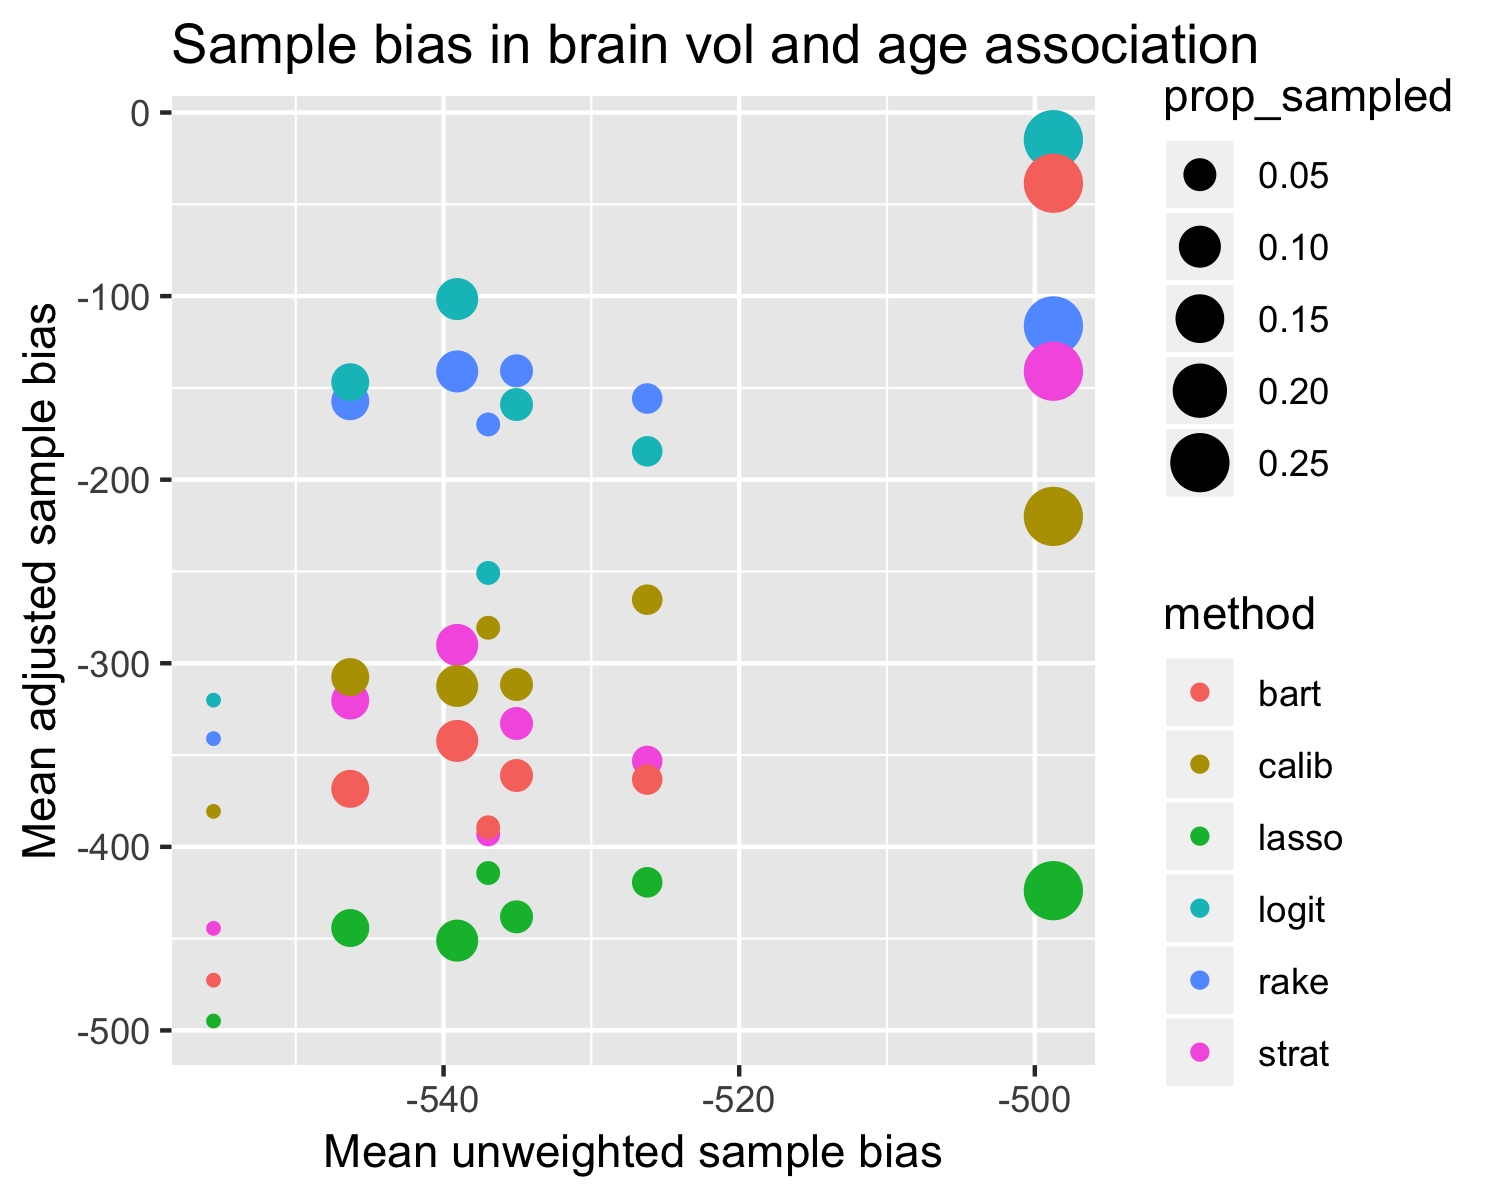 Sample bias in brain vol and age association
Mean adjusted sample bias
0
-100
-200
-300
-400
-500
-540
-520
-500
Mean unweighted sample bias
prop_sampled
0.05
0.10
0.15
0.20
0.25
method
bart
calib
lasso
logit
rake
strat